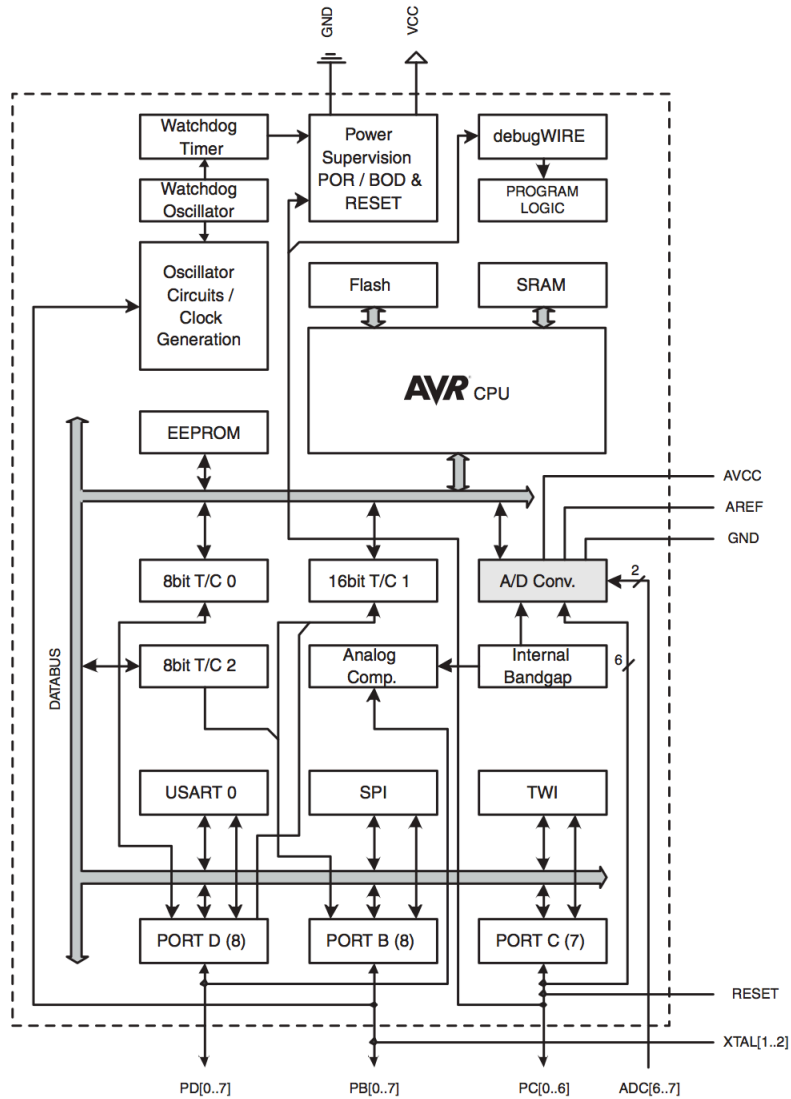 GND
VCC
Watchdog
Timer
Power
Supervision
POR / BOD &
RESET
debugWIRE
Watchdog
Oscillator
PROGRAM
LOGIC
Oscillator
Circuits /
Clock
Generation
Flash
SRAM
AVR CPU
EEPROM
AVCC
AREF
GND
8bit T/C 0
16bit T/C 1
A/D Conv.
2
DATABUS
8bit T/C 2
Analog
Comp.
Internal
Bandgap
6
USART 0
SPI
TWI
PORT D (8)
PORT B (8)
PORT C (7)
RESET
XTAL[1..2]
PD[0..7]
PB[0..7]
PC[0..6]
ADC[6..7]